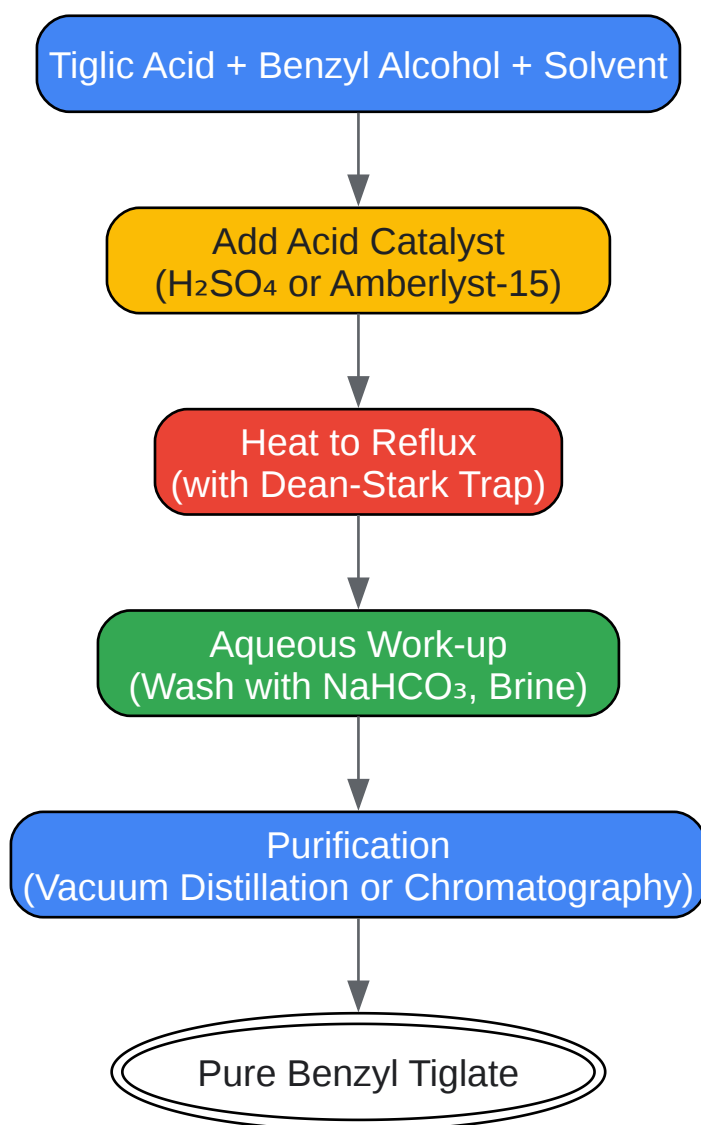 Tiglic Acid + Benzyl Alcohol + Solvent
Add Acid Catalyst
(H₂SO₄ or Amberlyst-15)
Heat to Reflux
(with Dean-Stark Trap)
Aqueous Work-up
(Wash with NaHCO₃, Brine)
Purification
(Vacuum Distillation or Chromatography)
Pure Benzyl Tiglate